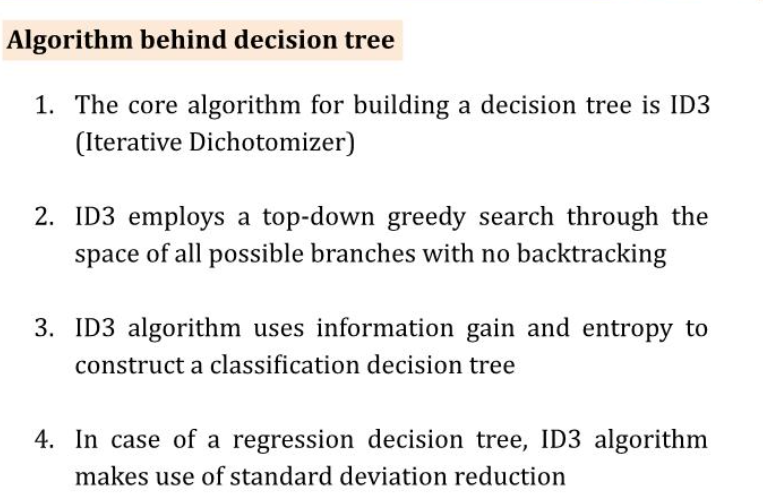 Algorithm behind decision tree
1. The core algorithm for building a decision tree is ID3
(Iterative Dichotomizer)
2. ID3 employs a top-down greedy search through the
space of all possible branches with no backtracking
3. ID3 algorithm uses information gain and entropy to
construct a classification decision tree
4. In case of a regression decision tree, ID3 algorithm
makes use of standard deviation reduction